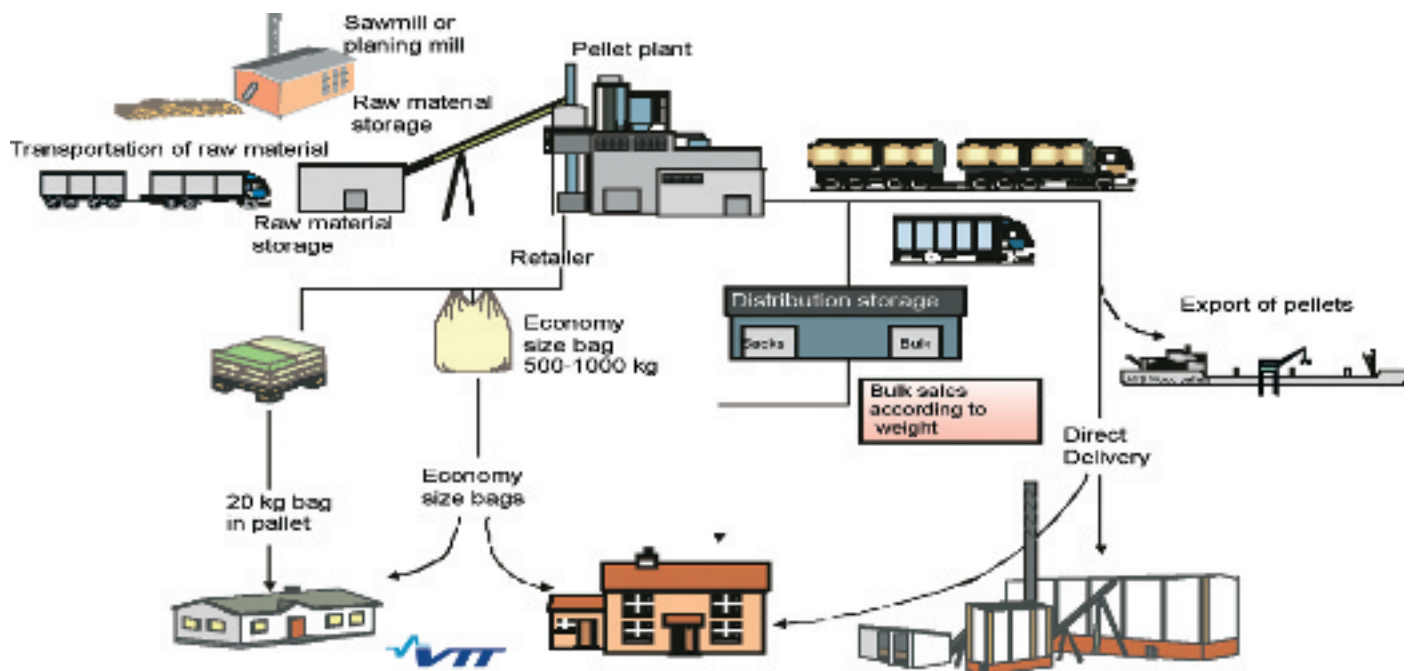 Sawmill or
planing mill
Pellet plant
Raw material
storage
Transportation of raw material
Raw material
storage
Retailer
Distribution storage
Sacks
Bulk
Export of pellets
Economy
size bag
500-1000 kg
Bulk sales
according to
weight
Direct
Delivery
Economy
size bags
20 kg bag
in pallet
VTT